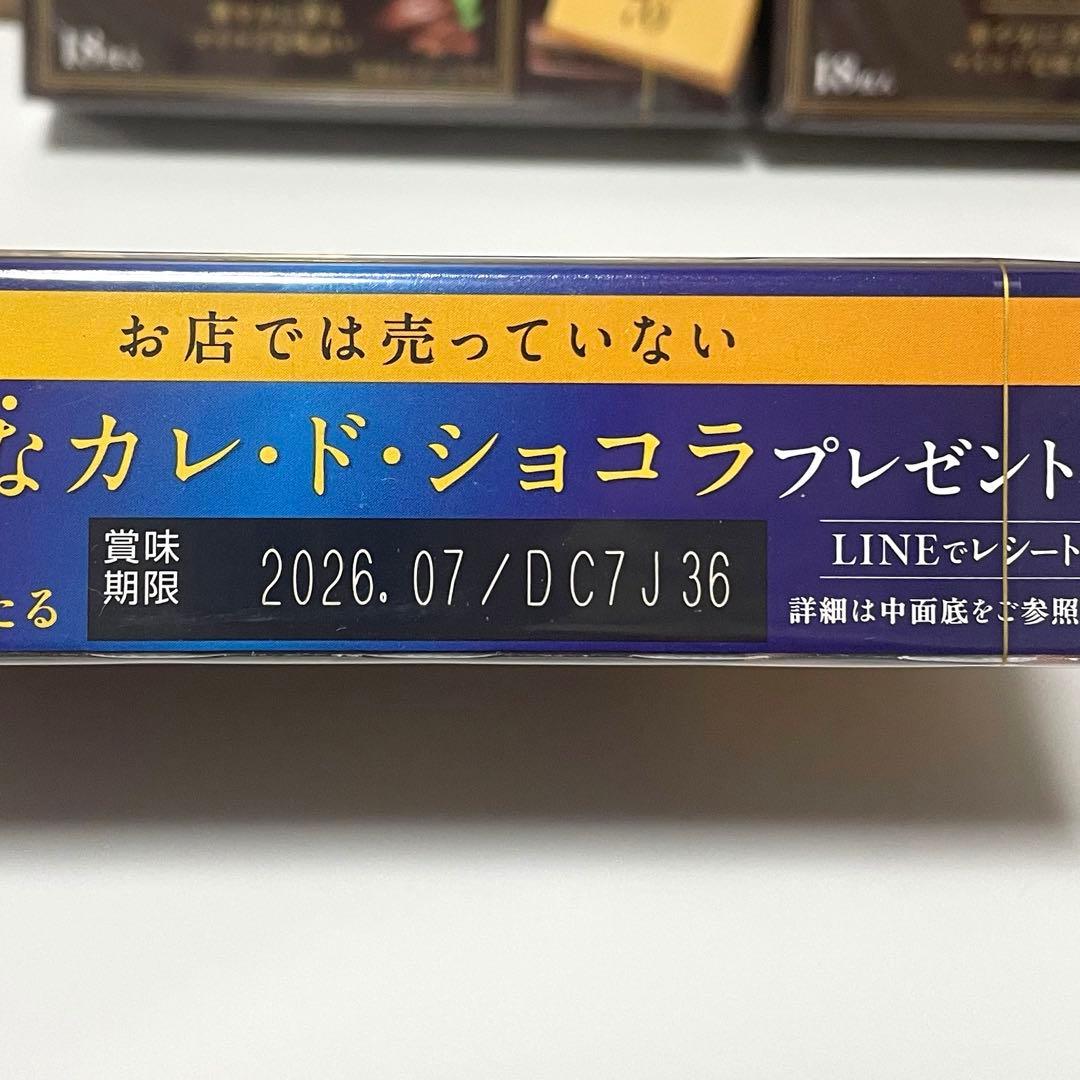 18枚入
70
18枚入
お店では売っていない
なカレ・ド・ショコラプレゼント
たる
賞味
期限
2026.07/DC7J36
LINEでレシート
詳細は中面底をご参照